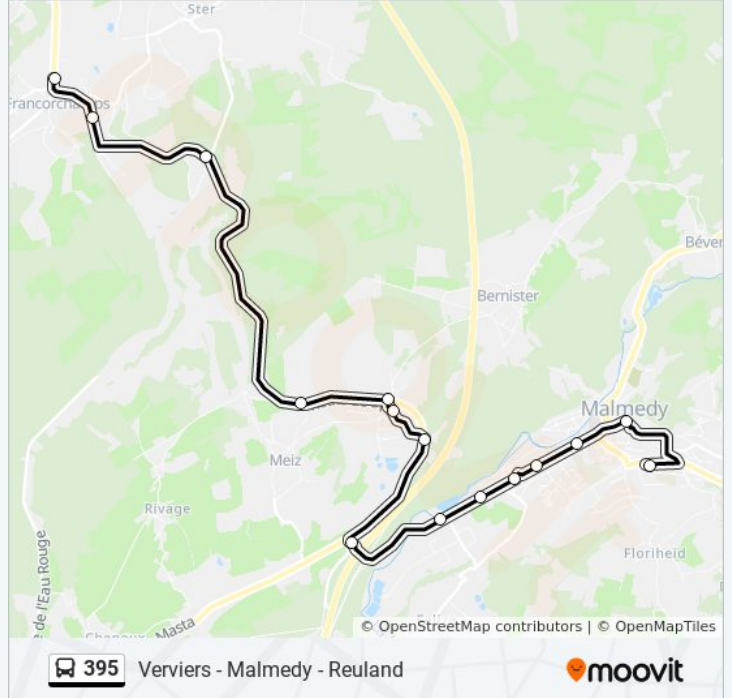 Ster
Francorchamps
Béver
Bernister
Malmedy
Meiz
Rivage
Floriheid
de l'Eau Rouge
Masta
© OpenStreetMap contributors | © OpenMapTiles
395 Verviers - Malmedy - Reuland
moovit